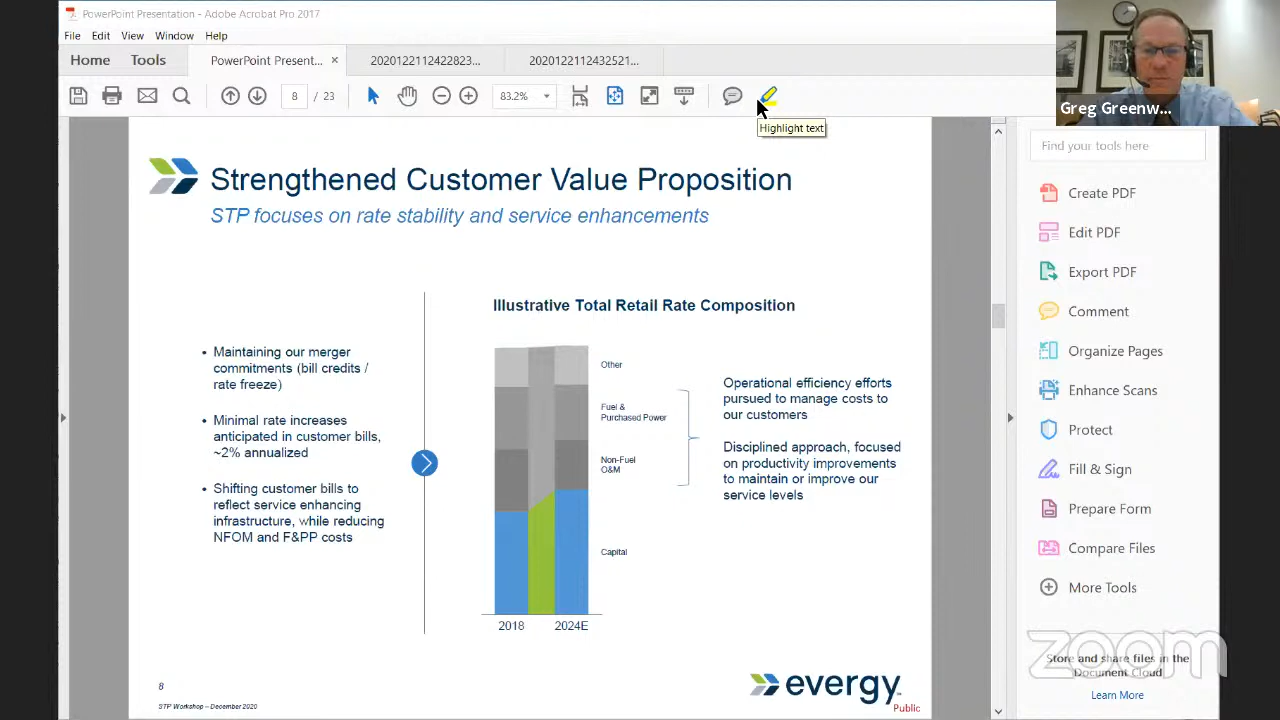 PowerPoint Presentation - Adobe Acrobat Pro 2017
File Edit View Window Help
Home Tools PowerPoint Present... × 2020122112422823... 2020122112432521...
8 / 23 83.2%
Highlight text
Greg Greenw...
Strengthened Customer Value Proposition
STP focuses on rate stability and service enhancements
• Maintaining our merger
commitments (bill credits /
rate freeze)
• Minimal rate increases
anticipated in customer bills,
~2% annualized
• Shifting customer bills to
reflect service enhancing
infrastructure, while reducing
NFOM and F&PP costs
Illustrative Total Retail Rate Composition
Other
Fuel &
Purchased Power
Non-Fuel
O&M
Capital
2018 2024E
Operational efficiency efforts
pursued to manage costs to
our customers
Disciplined approach, focused
on productivity improvements
to maintain or improve our
service levels
8
STP Workshop – December 2020
evergy
Public
Find your tools here
Create PDF
Edit PDF
Export PDF
Comment
Organize Pages
Enhance Scans
Protect
Fill & Sign
Prepare Form
Compare Files
More Tools
Store and share files in the
Document Cloud
Learn More
zoom